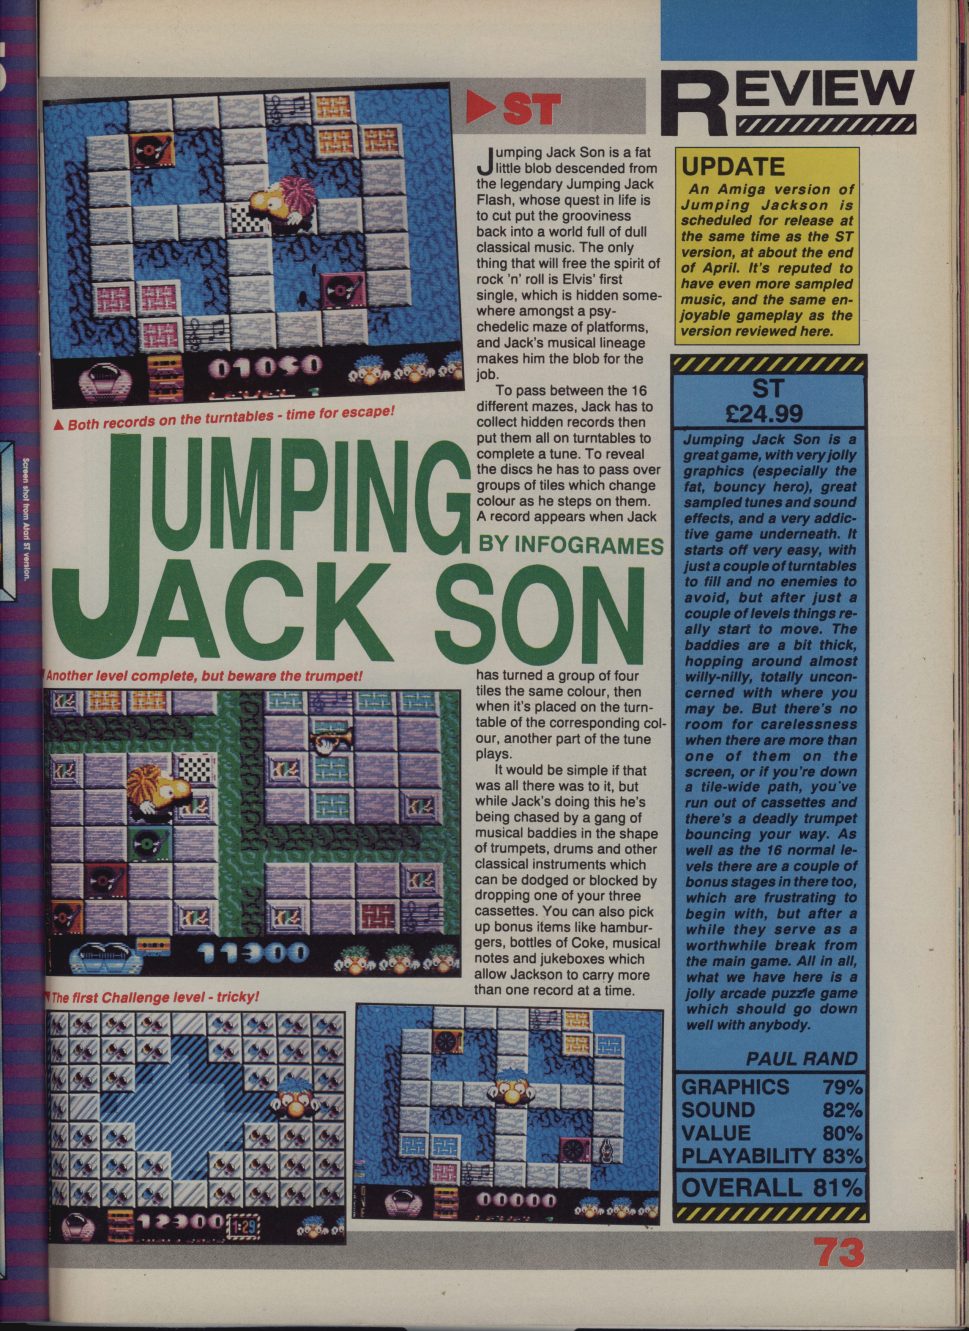 REVIEW
ST
Jumping Jack Son is a fat
little blob descended from
the legendary Jumping Jack
Flash, whose quest in life is
to cut put the grooviness
back into a world full of dull
classical music. The only
thing that will free the spirit of
rock 'n' roll is Elvis' first
single, which is hidden some-
where amongst a psy-
chedelic maze of platforms,
and Jack's musical lineage
makes him the blob for the
job.
To pass between the 16
different mazes, Jack has to
collect hidden records then
put them all on turntables to
complete a tune. To reveal
the discs he has to pass over
groups of tiles which change
colour as he steps on them.
A record appears when Jack
01050
LEVEL 1
▲ Both records on the turntables - time for escape!
JUMPING
JACK SON
BY INFOGRAMES
Screen shot from Atari ST version.
has turned a group of four
tiles the same colour, then
when it's placed on the turn-
table of the corresponding col-
our, another part of the tune
plays.
It would be simple if that
was all there was to it, but
while Jack's doing this he's
being chased by a gang of
musical baddies in the shape
of trumpets, drums and other
classical instruments which
can be dodged or blocked by
dropping one of your three
cassettes. You can also pick
up bonus items like hambur-
gers, bottles of Coke, musical
notes and jukeboxes which
allow Jackson to carry more
than one record at a time.
Another level complete, but beware the trumpet!
11300
The first Challenge level - tricky!
12300
1:29
00000
UPDATE
An Amiga version of
Jumping Jackson is
scheduled for release at
the same time as the ST
version, at about the end
of April. It's reputed to
have even more sampled
music, and the same en-
joyable gameplay as the
version reviewed here.
ST
£24.99
Jumping Jack Son is a
great game, with very jolly
graphics (especially the
fat, bouncy hero), great
sampled tunes and sound
effects, and a very addic-
tive game underneath. It
starts off very easy, with
just a couple of turntables
to fill and no enemies to
avoid, but after just a
couple of levels things re-
ally start to move. The
baddies are a bit thick,
hopping around almost
willy-nilly, totally uncon-
cerned with where you
may be. But there's no
room for carelessness
when there are more than
one of them on the
screen, or if you're down
a tile-wide path, you've
run out of cassettes and
there's a deadly trumpet
bouncing your way. As
well as the 16 normal le-
vels there are a couple of
bonus stages in there too,
which are frustrating to
begin with, but after a
while they serve as a
worthwhile break from
the main game. All in all,
what we have here is a
jolly arcade puzzle game
which should go down
well with anybody.
PAUL RAND
GRAPHICS 79%
SOUND 82%
VALUE 80%
PLAYABILITY 83%
OVERALL 81%
73